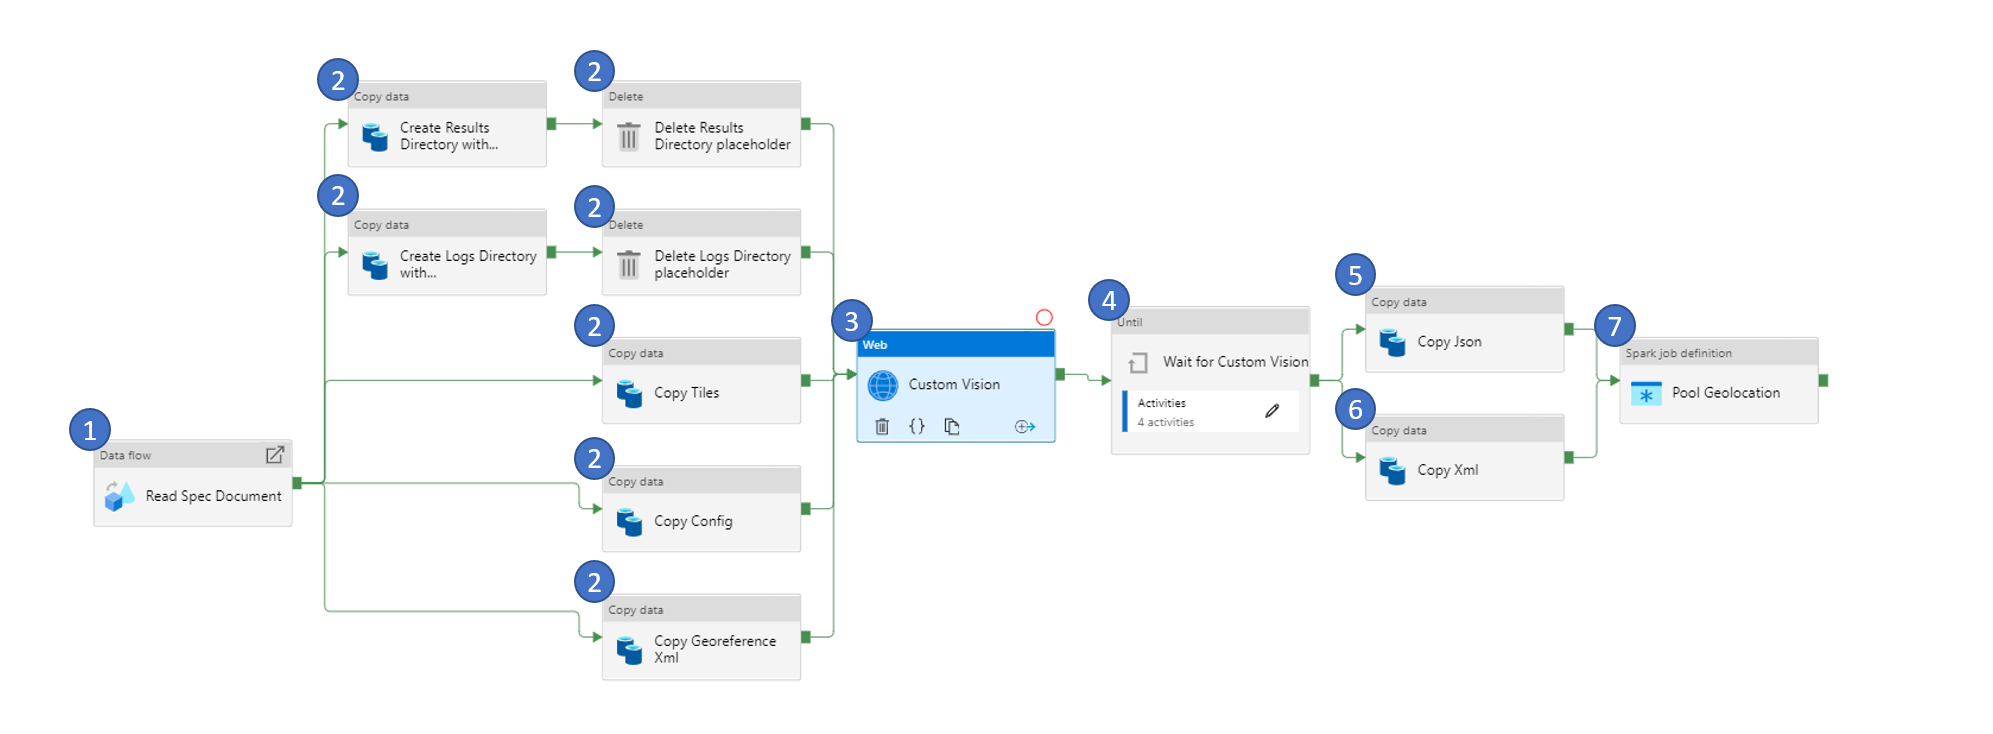 2
Copy data
Create Results
Directory with...
2
Delete
Delete Results
Directory placeholder
2
Copy data
Create Logs Directory
with...
2
Delete
Delete Logs Directory
placeholder
2
Copy data
Copy Tiles
1
Data flow
Read Spec Document
2
Copy data
Copy Config
2
Copy data
Copy Georeference
Xml
3
Web
Custom Vision
{}
4
Until
Wait for Custom Vision
Activities
4 activities
5
Copy data
Copy Json
6
Copy data
Copy Xml
7
Spark job definition
Pool Geolocation